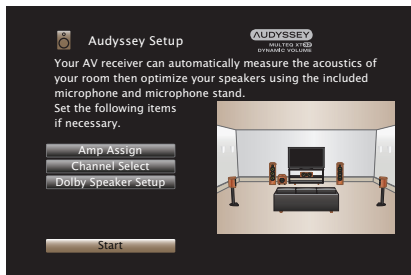 Audyssey Setup
AUDYSSEY
MULTEQ XT32
DYNAMIC VOLUME
Your AV receiver can automatically measure the acoustics of
your room then optimize your speakers using the included
microphone and microphone stand.
Set the following items
if necessary.
Amp Assign
Channel Select
Dolby Speaker Setup
Start